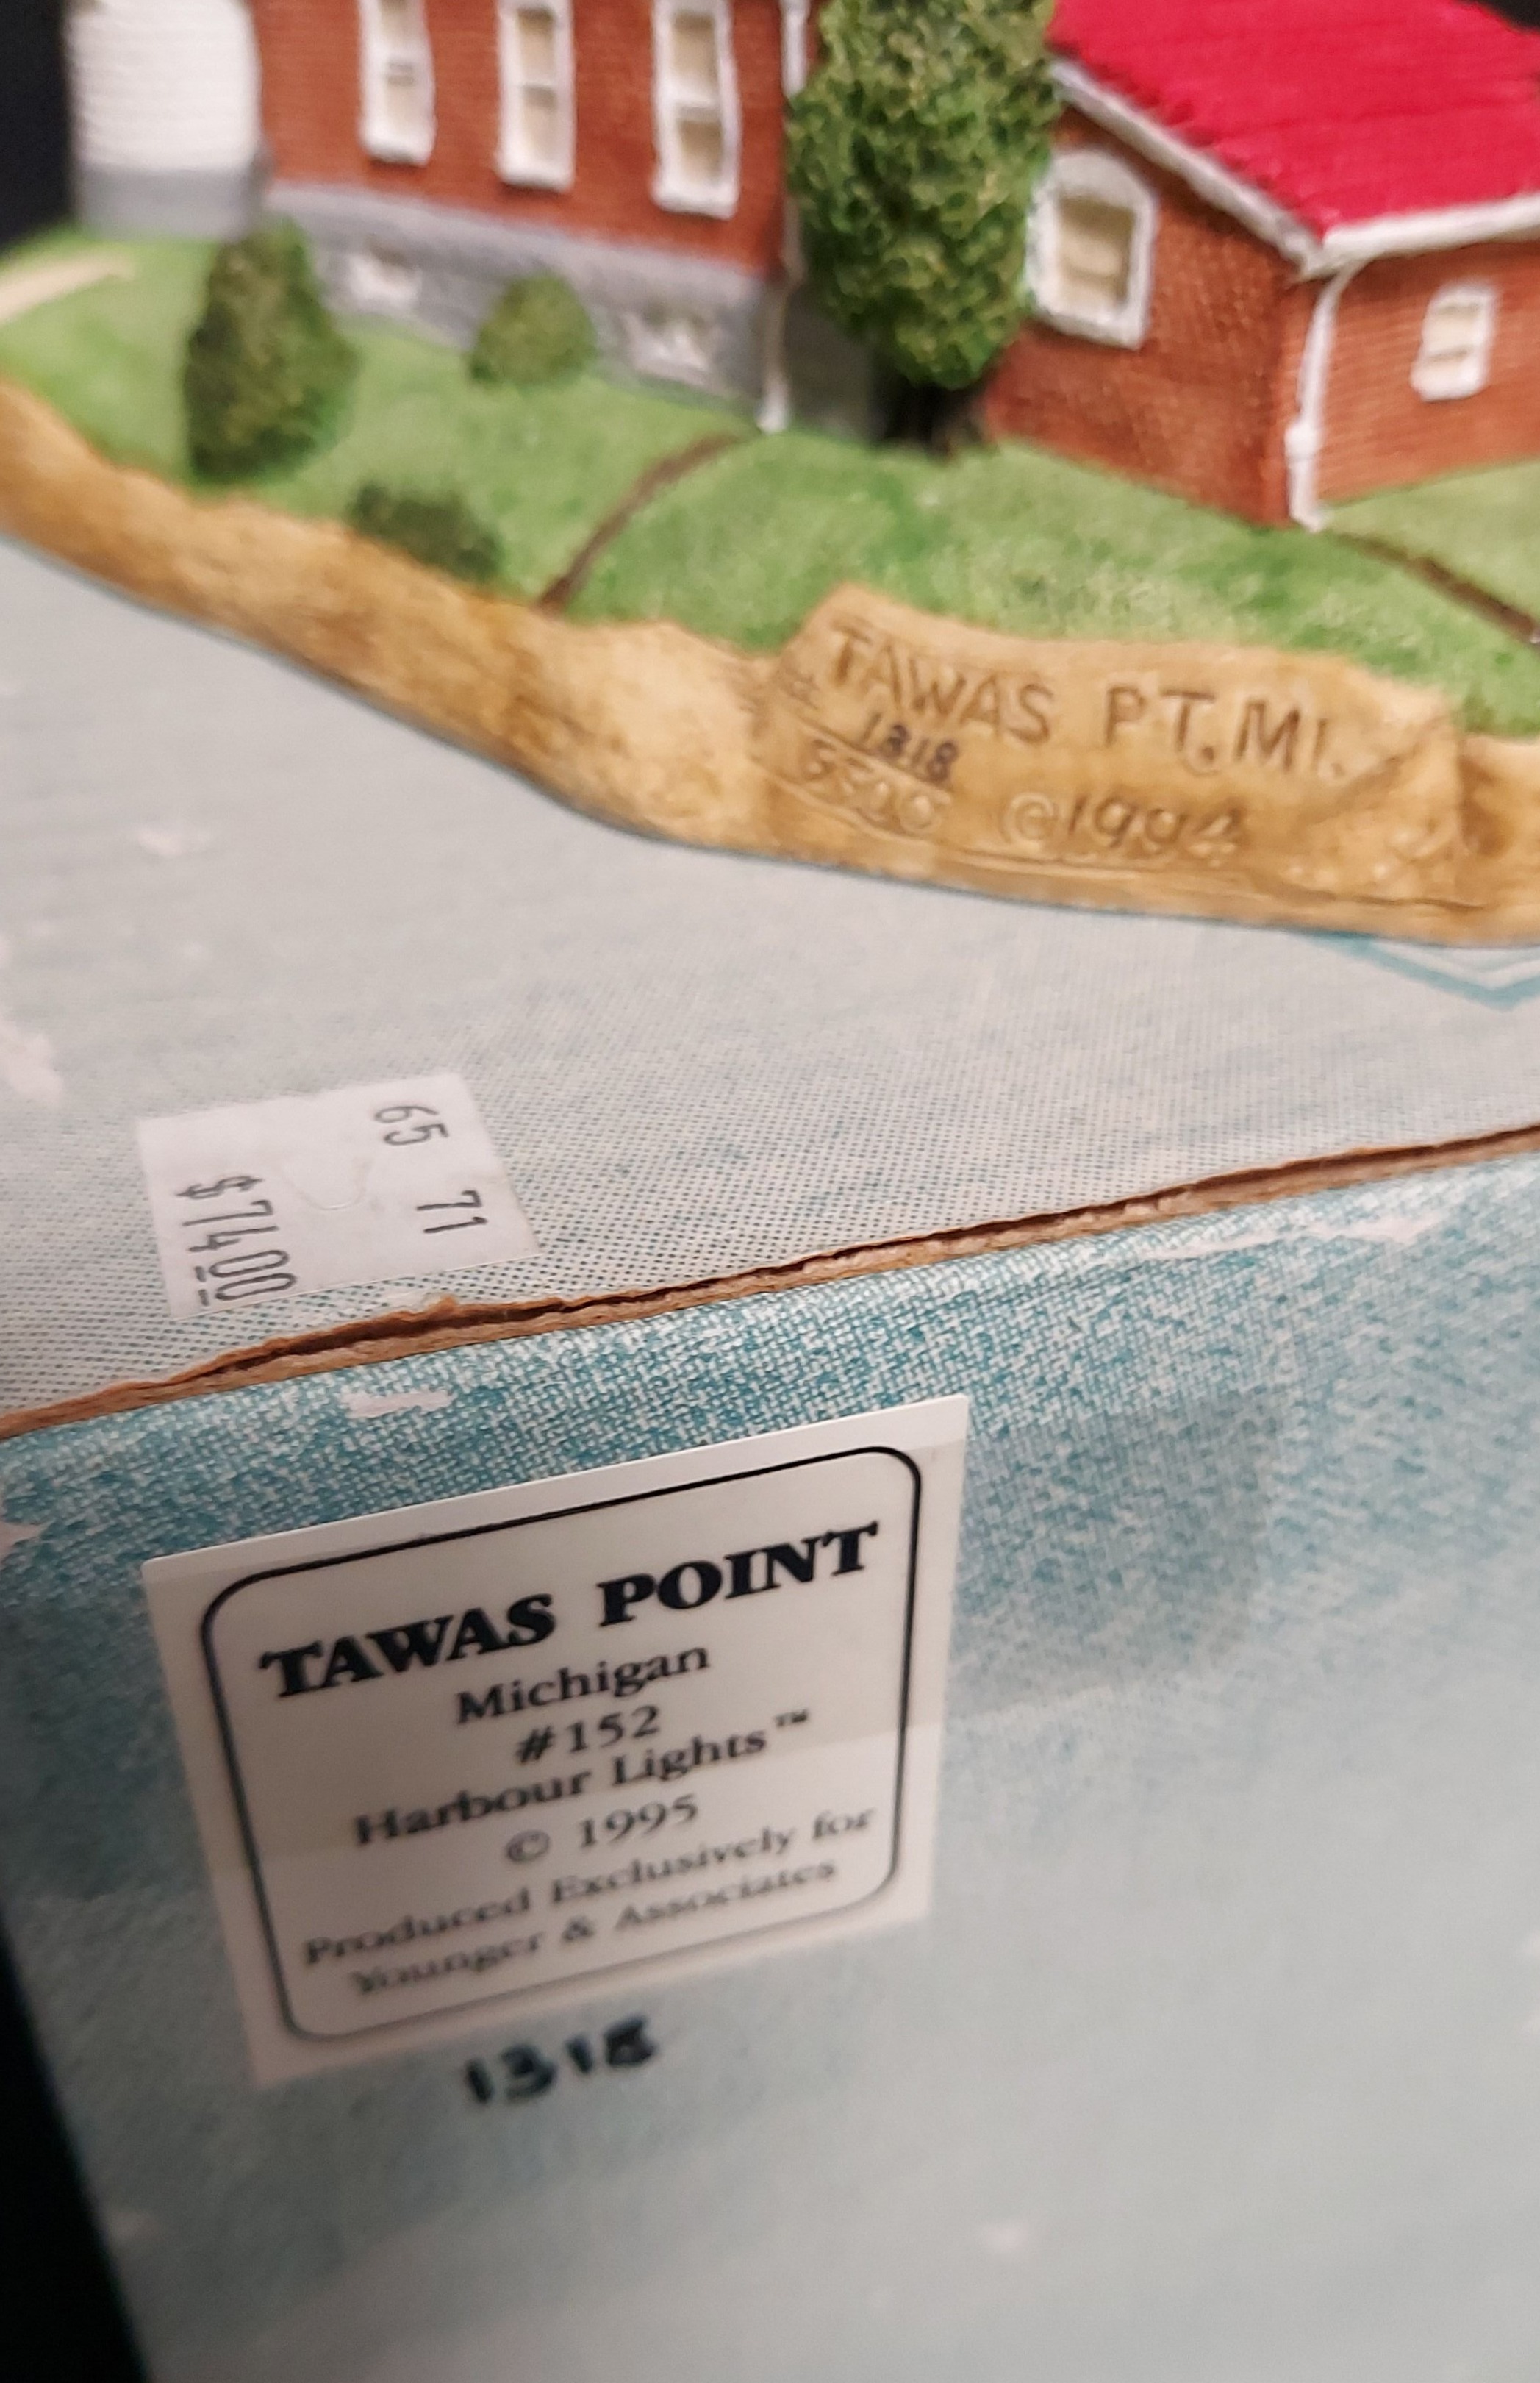 TAWAS PT. MI.
# 1318
5500 ©1994
65 71
$74.00
TAWAS POINT
Michigan
#152
Harbour Lights™
© 1995
Produced Exclusively for
Younger & Associates
1318